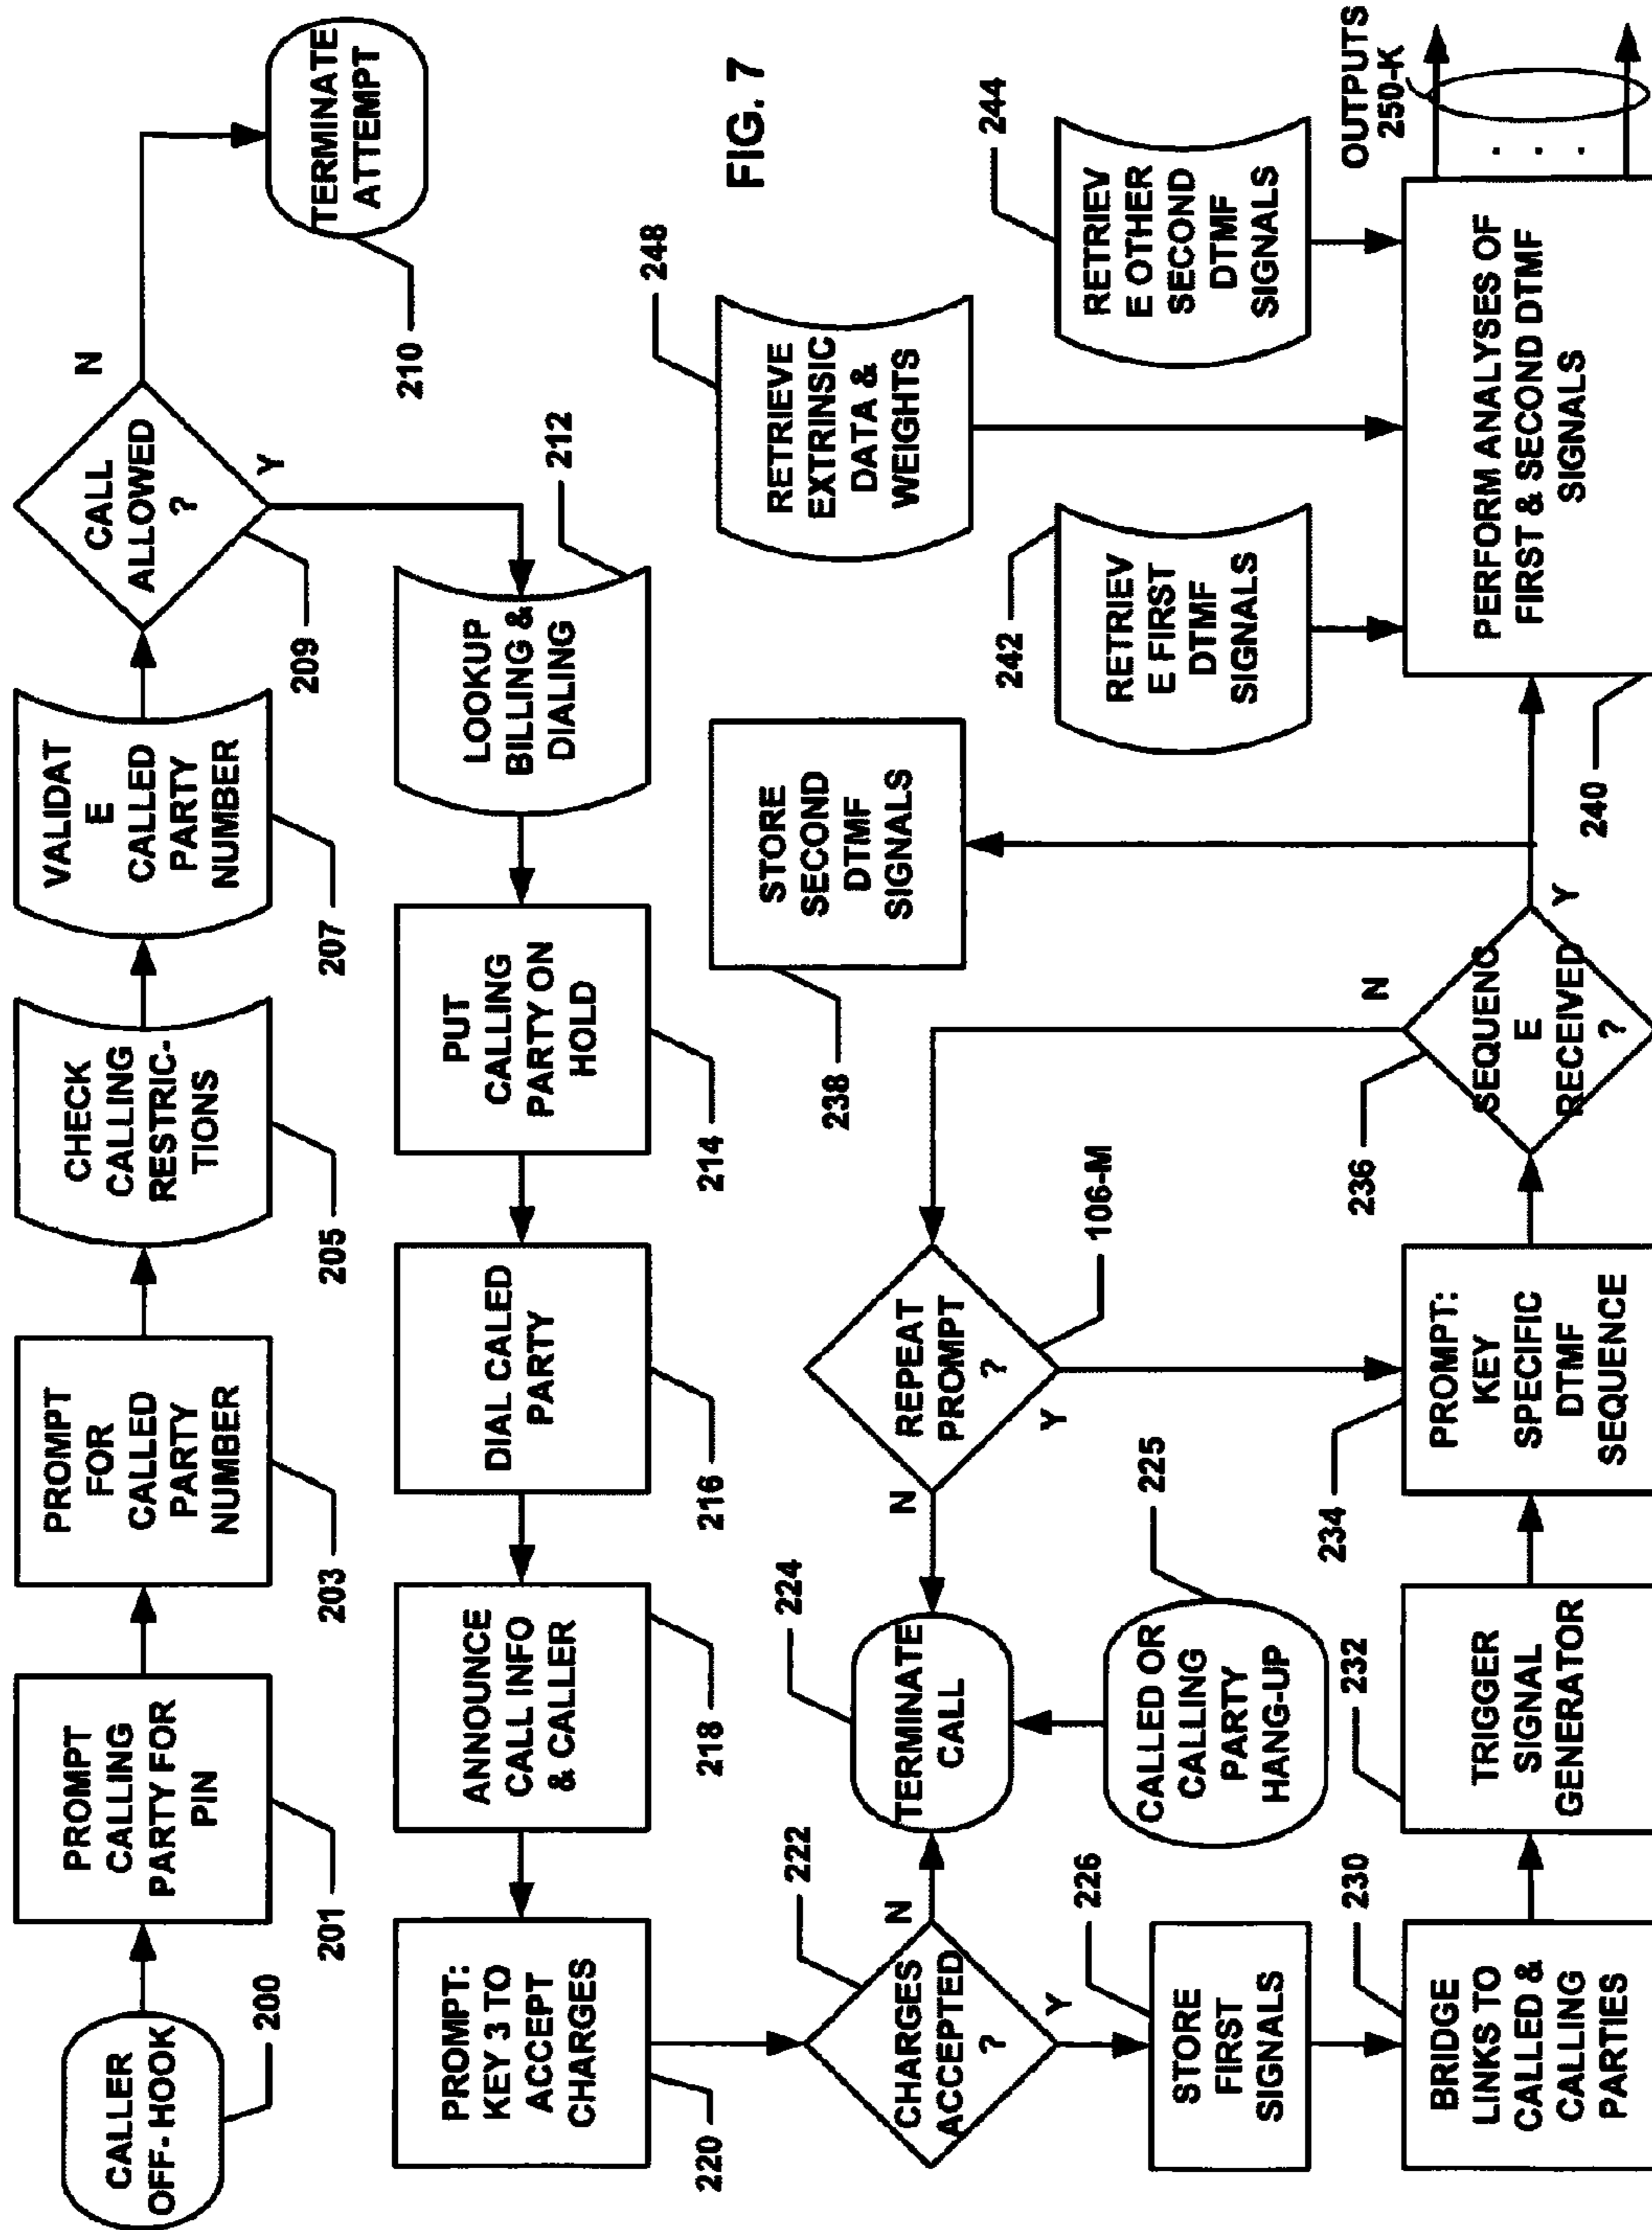 CALLER
OFF-HOOK
200
PROMPT
CALLING
PARTY FOR
PIN
201
PROMPT
FOR
CALLED
PARTY
NUMBER
203
CHECK
CALLING
RESTRIC-
TIONS
205
VALIDAT
E
CALLED
PARTY
NUMBER
207
CALL
ALLOWED
?
209
N
Y
TERMINATE
ATTEMPT
210
LOOKUP
BILLING &
DIALING
212
PUT
CALLING
PARTY ON
HOLD
214
DIAL CALED
PARTY
216
ANNOUNCE
CALL INFO
& CALLER
218
PROMPT:
KEY 3 TO
ACCEPT
CHARGES
220
CHARGES
ACCEPTED
?
222
N
Y
TERMINATE
CALL
224
CALLED OR
CALLING
PARTY
HANG-UP
225
STORE
FIRST
SIGNALS
226
BRIDGE
LINKS TO
CALLED &
CALLING
PARTIES
230
TRIGGER
SIGNAL
GENERATOR
232
PROMPT:
KEY
SPECIFIC
DTMF
SEQUENCE
234
REPEAT
PROMPT
?
106-M
N
Y
SEQUENC
E
RECEIVED
?
236
N
Y
STORE
SECOND
DTMF
SIGNALS
238
RETRIEV
E FIRST
DTMF
SIGNALS
242
RETRIEVE
EXTRINSIC
DATA &
WEIGHTS
248
RETRIEV
E OTHER
SECOND
DTMF
SIGNALS
244
PERFORM ANALYSES OF
FIRST & SECOND DTMF
SIGNALS
240
OUTPUTS
250-K
. . .
FIG. 7